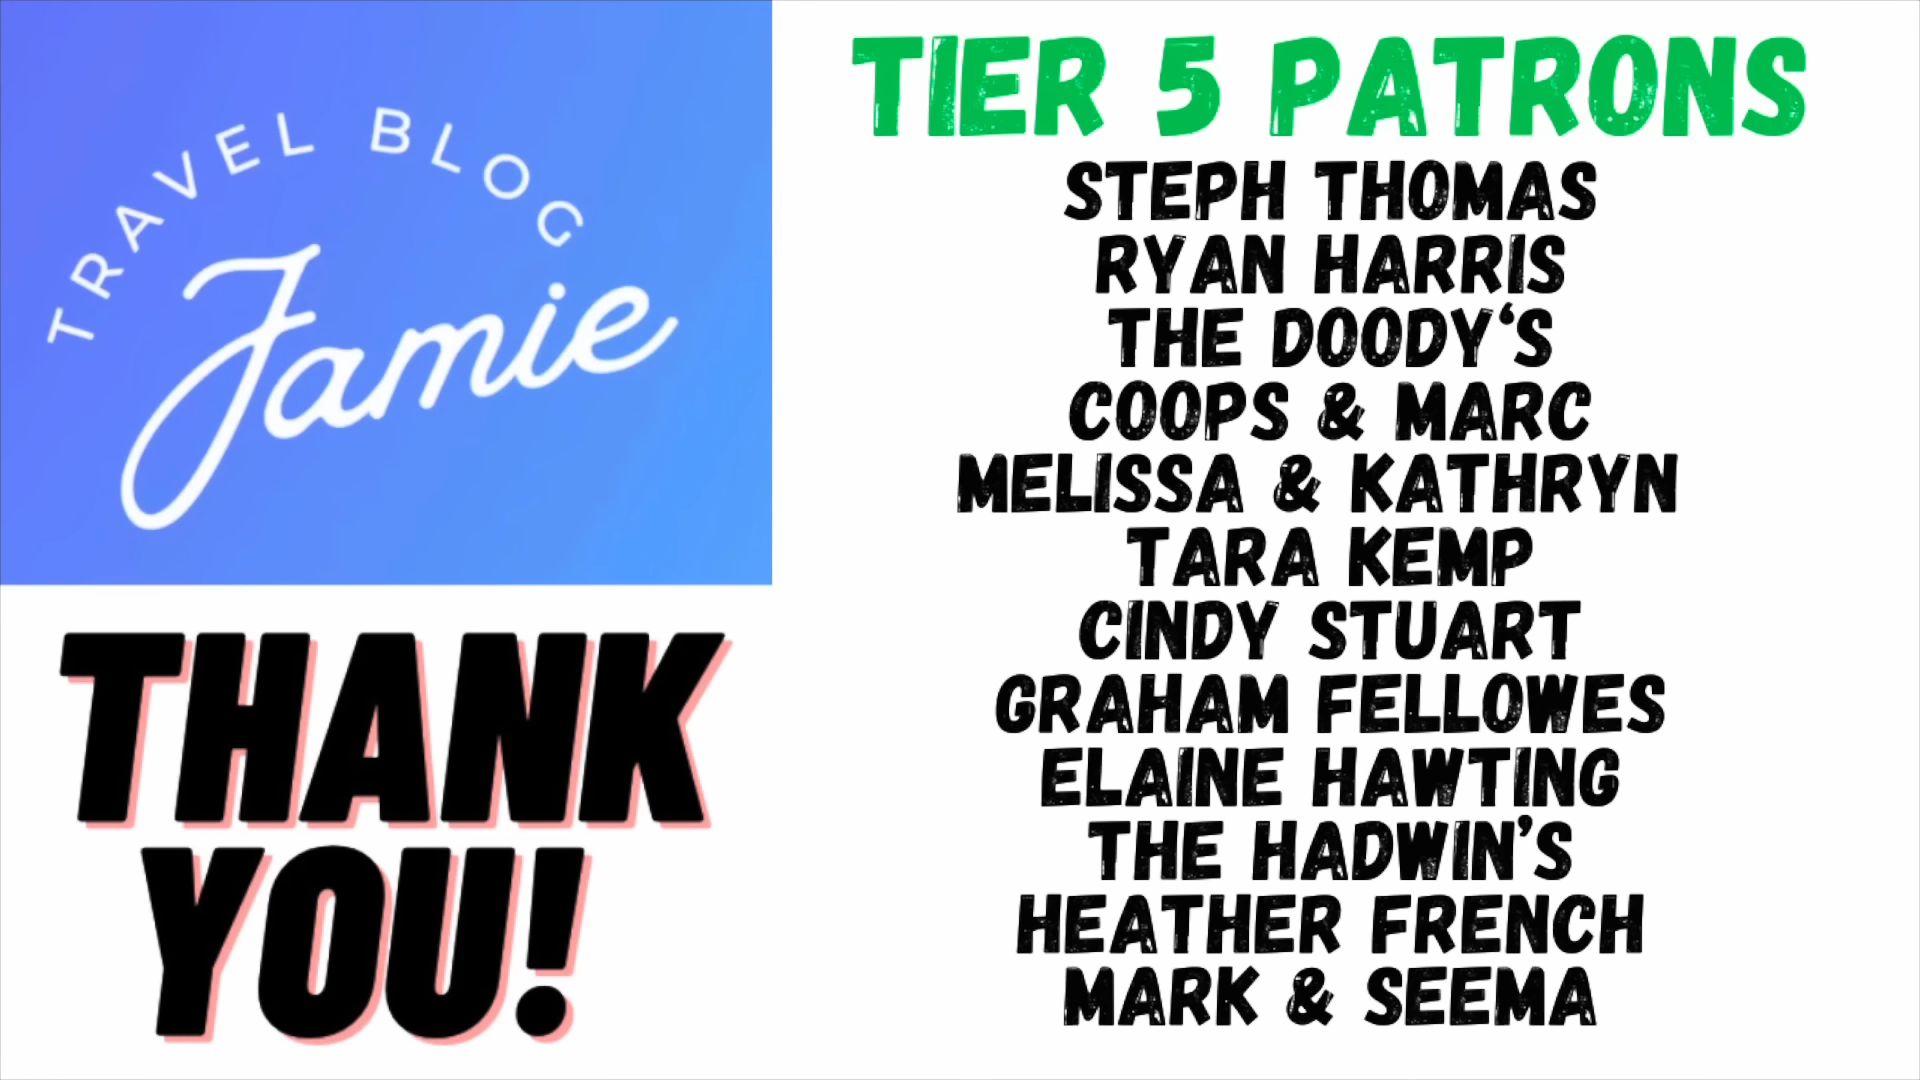 TRAVEL BLOG
Jamie
THANK
YOU!
TIER 5 PATRONS
STEPH THOMAS
RYAN HARRIS
THE DOODY‘S
COOPS & MARC
MELISSA & KATHRYN
TARA KEMP
CINDY STUART
GRAHAM FELLOWES
ELAINE HAWTING
THE HADWIN’S
HEATHER FRENCH
MARK & SEEMA